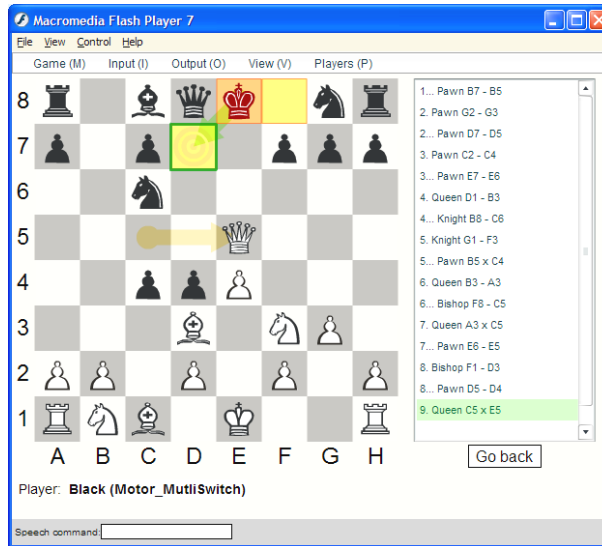 Macromedia Flash Player 7
File View Control Help
Game (M) Input (I) Output (O) View (V) Players (P)
8
7
6
5
4
3
2
1
A B C D E F G H
1... Pawn B7 - B5
2. Pawn G2 - G3
2... Pawn D7 - D5
3. Pawn C2 - C4
3... Pawn E7 - E6
4. Queen D1 - B3
4... Knight B8 - C6
5. Knight G1 - F3
5... Pawn B5 x C4
6. Queen B3 - A3
6... Bishop F8 - C5
7. Queen A3 x C5
7... Pawn E6 - E5
8. Bishop F1 - D3
8... Pawn D5 - D4
9. Queen C5 x E5
Go back
Player: Black (Motor_MutliSwitch)
Speech command: